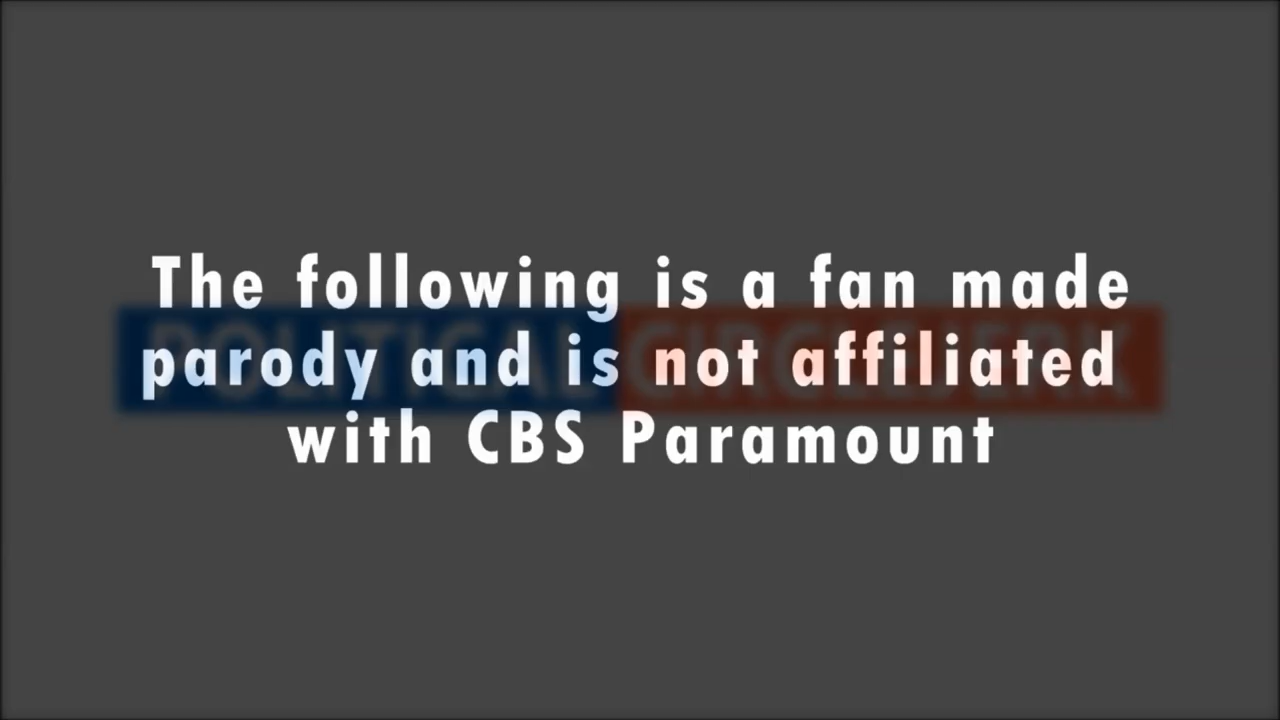 The following is a fan made
parody and is not affiliated
with CBS Paramount